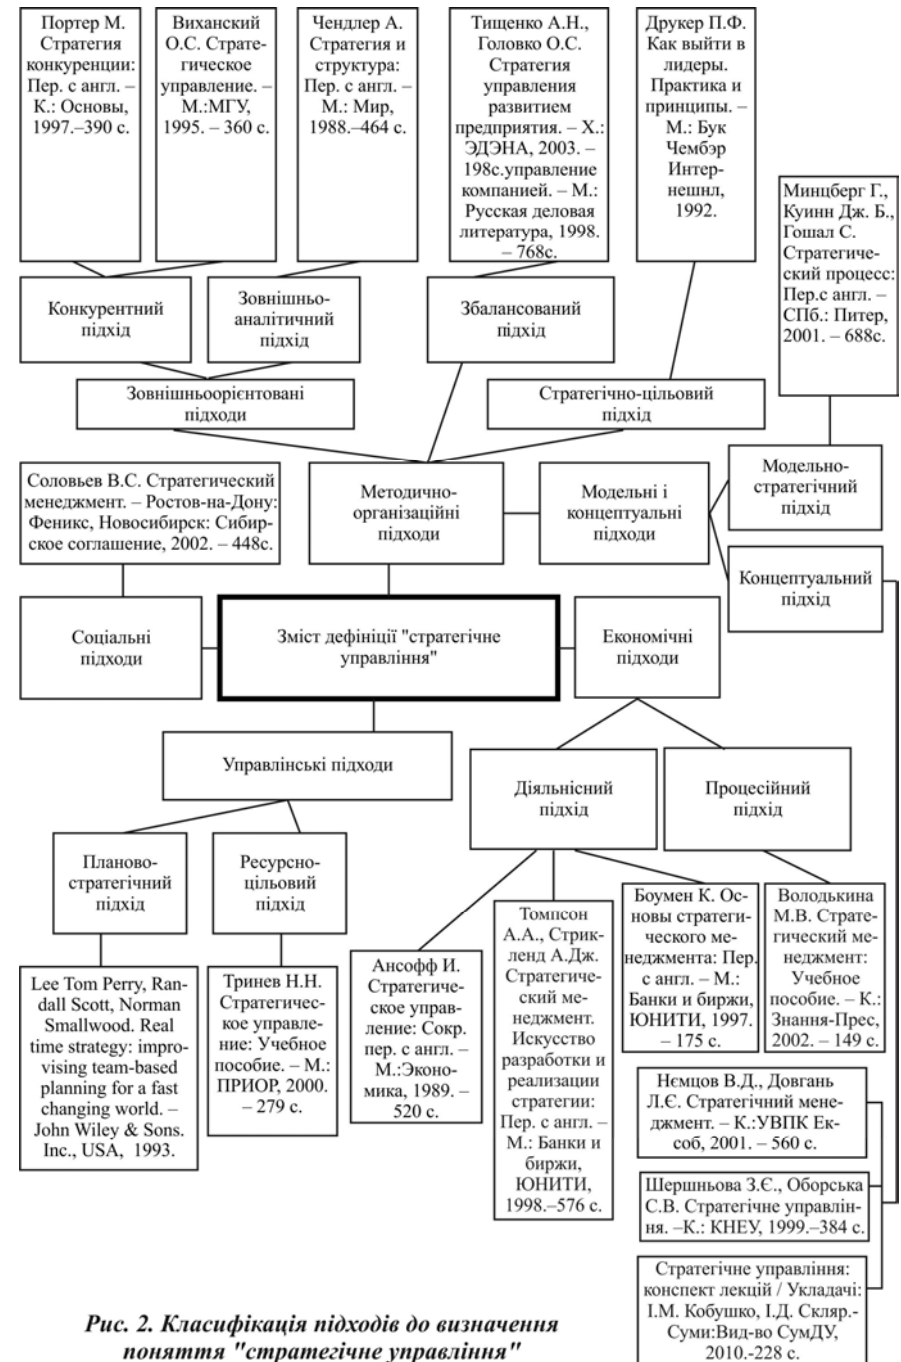 Портер М.
Стратегия
конкуренции:
Пер. с англ. –
К.: Основы,
1997.–390 с.
Виханский
О.С. Страте-
гическое
управление. –
М.:МГУ,
1995. – 360 с.
Чендлер А.
Стратегия и
структура:
Пер. с англ. –
М.: Мир,
1988.–464 с.
Тищенко А.Н.,
Головко О.С.
Стратегия
управления
развитием
предприятия. – Х.:
ЭДЭНА, 2003. –
198с.управление
компанией. – М.:
Русская деловая
литература, 1998.
– 768с.
Друкер П.Ф.
Как выйти в
лидеры.
Практика и
принципы. –
М.: Бук
Чембэр
Интер-
нешнл,
1992.
Минцберг Г.,
Куинн Дж. Б.,
Гошал С.
Стратегиче-
ский процесс:
Пер.с англ. –
СПб.: Питер,
2001. – 688с.
Конкурентний
підхід
Зовнішньо-
аналітичний
підхід
Збалансований
підхід
Зовнішньоорієнтовані
підходи
Стратегічно-цільовий
підхід
Соловьев В.С. Стратегический
менеджмент. – Ростов-на-Дону:
Феникс, Новосибирск: Сибир-
ское соглашение, 2002. – 448с.
Методично-
організаційні
підходи
Модельні і
концептуальні
підходи
Модельно-
стратегічний
підхід
Концептуальний
підхід
Соціальні
підходи
Зміст дефініції "стратегічне
управління"
Економічні
підходи
Управлінські підходи
Діяльнісний
підхід
Процесійний
підхід
Планово-
стратегічний
підхід
Ресурсно-
цільовий
підхід
Lee Tom Perry, Ran-
dall Scott, Norman
Smallwood. Real
time strategy: impro-
vising team-based
planning for a fast
changing world. –
John Wiley & Sons.
Inc., USA, 1993.
Тринев Н.Н.
Стратегичес-
кое управле-
ние: Учебное
пособие. – М.:
ПРИОР, 2000.
– 279 с.
Ансофф И.
Стратегиче-
ское управ-
ление: Сокр.
пер. с англ. –
М.:Эконо-
мика, 1989. –
520 с.
Томпсон
А.А., Стрик-
ленд А.Дж.
Стратегиче-
ский ме-
неджмент.
Искусство
разработки и
реализации
стратегии:
Пер. с англ. –
М.: Банки и
биржи,
ЮНИТИ,
1998.–576 с.
Боумен К. Ос-
новы стратеги-
ческого ме-
неджмента: Пер.
с англ. – М.:
Банки и биржи,
ЮНИТИ, 1997.
– 175 с.
Володькина
М.В. Страте-
гический ме-
неджмент:
Учебное
пособие. – К.:
Знання-Прес,
2002. – 149 с.
Нємцов В.Д., Довгань
Л.Є. Стратегічний мене-
джмент. – К.:УВПК Ек-
соб, 2001. – 560 с.
Шершньова З.Є., Оборська
С.В. Стратегічне управлін-
ня. –К.: КНЕУ, 1999.–384 с.
Стратегічне управління:
конспект лекцій / Укладачі:
І.М. Кобушко, І.Д. Скляр.-
Суми:Вид-во СумДУ,
2010.-228 с.
Рис. 2. Класифікація підходів до визначення
поняття "стратегічне управління"